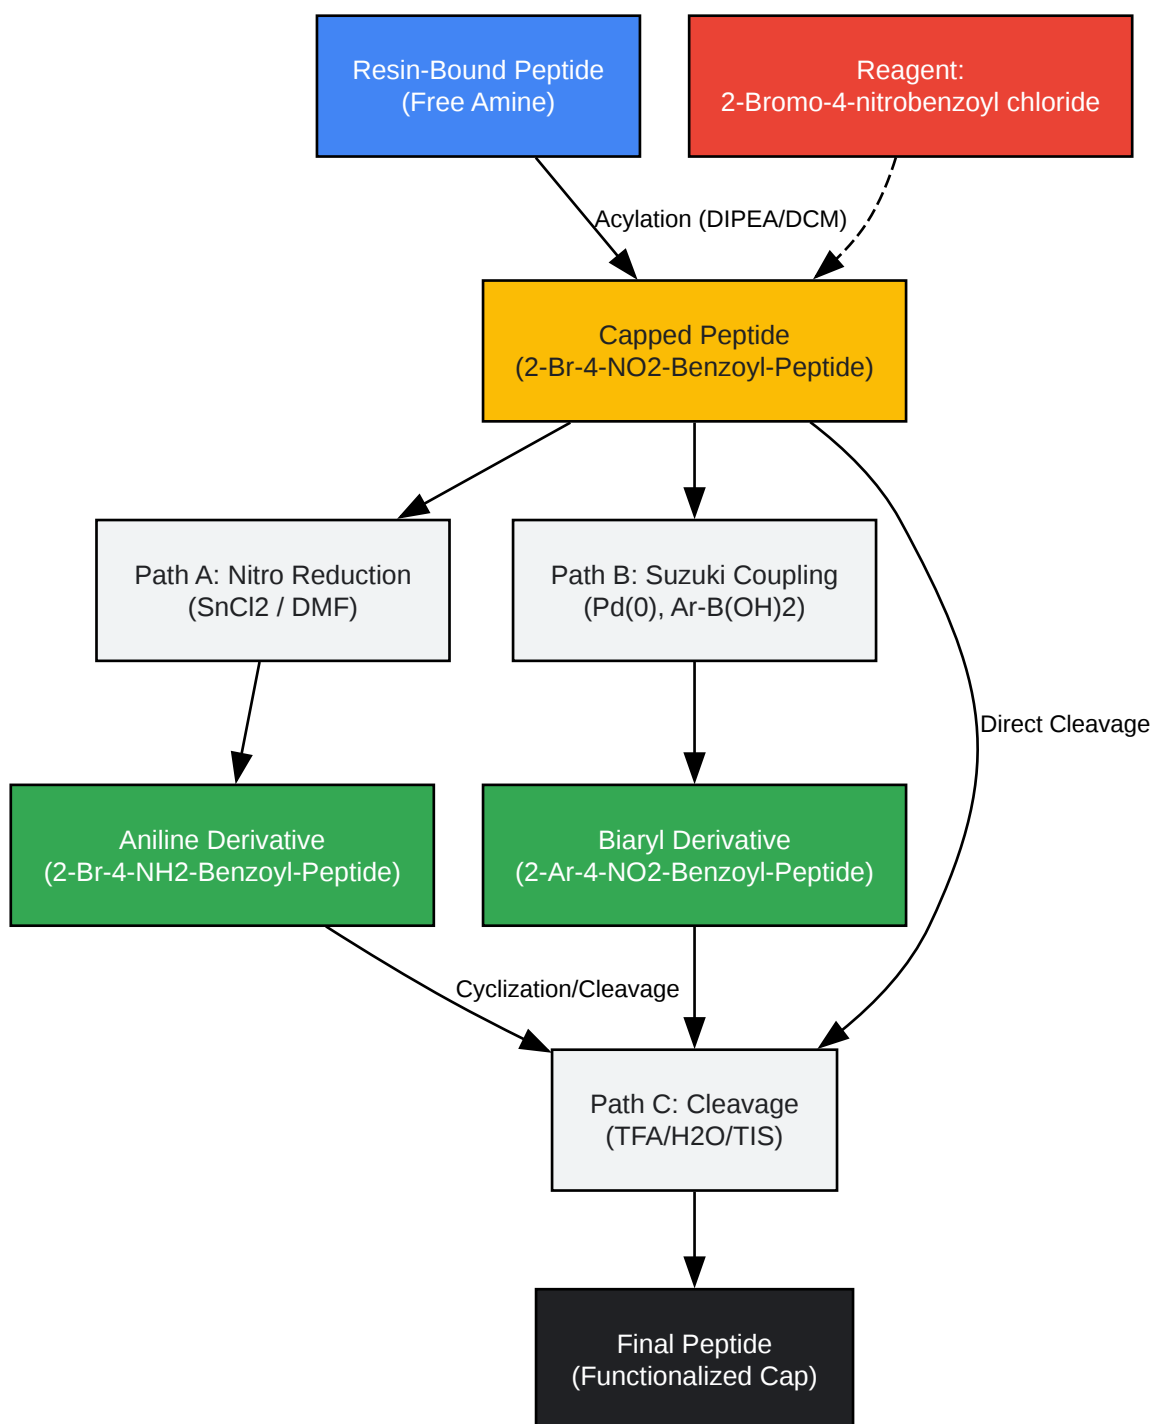 Resin-Bound Peptide
(Free Amine)
Reagent:
2-Bromo-4-nitrobenzoyl chloride
Acylation (DIPEA/DCM)
Capped Peptide
(2-Br-4-NO2-Benzoyl-Peptide)
Path A: Nitro Reduction
(SnCl2 / DMF)
Path B: Suzuki Coupling
(Pd(0), Ar-B(OH)2)
Direct Cleavage
Aniline Derivative
(2-Br-4-NH2-Benzoyl-Peptide)
Biaryl Derivative
(2-Ar-4-NO2-Benzoyl-Peptide)
Cyclization/Cleavage
Path C: Cleavage
(TFA/H2O/TIS)
Final Peptide
(Functionalized Cap)